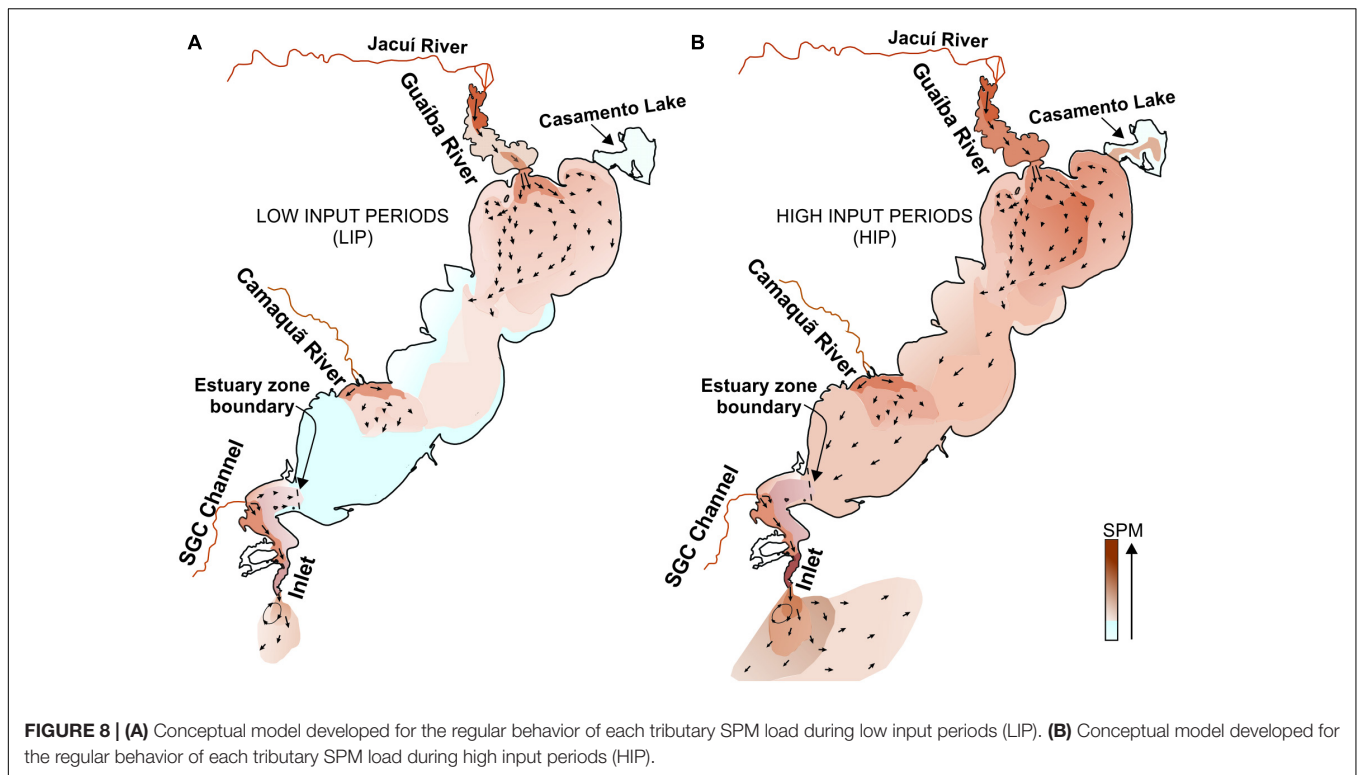 A
Jacuí River
Guaíba River
Casamento Lake
LOW INPUT PERIODS
(LIP)
Camaquã River
Estuary zone
boundary
SGC Channel
Inlet
B
Jacuí River
Guaíba River
Casamento Lake
HIGH INPUT PERIODS
(HIP)
Camaquã River
Estuary zone
boundary
SGC Channel
Inlet
SPM
FIGURE 8 | (A) Conceptual model developed for the regular behavior of each tributary SPM load during low input periods (LIP). (B) Conceptual model developed for
the regular behavior of each tributary SPM load during high input periods (HIP).